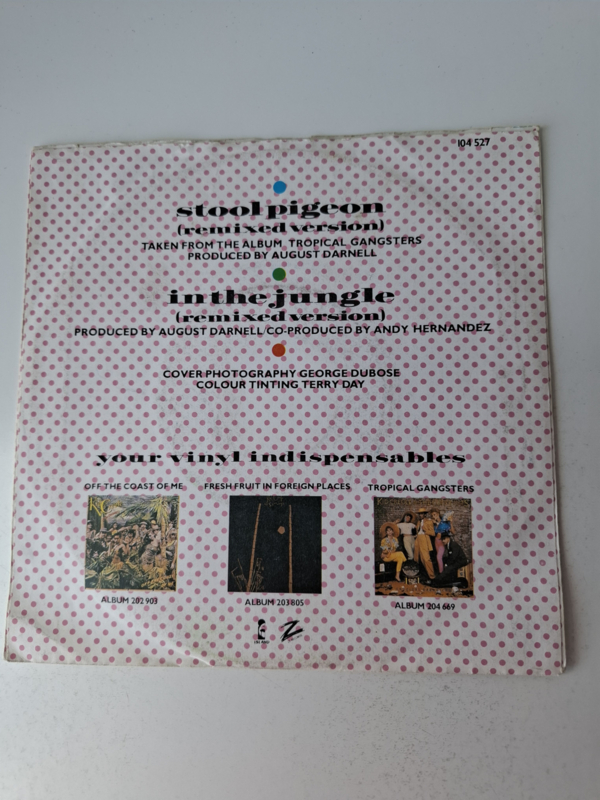 104 527
stool pigeon
(remixed version)
TAKEN FROM THE ALBUM TROPICAL GANGSTERS
PRODUCED BY AUGUST DARNELL
in the jungle
(remixed version)
PRODUCED BY AUGUST DARNELL/CO-PRODUCED BY ANDY HERNANDEZ
COVER PHOTOGRAPHY GEORGE DUBOSE
COLOUR TINTING TERRY DAY
your vinyl indispensables
OFF THE COAST OF ME FRESH FRUIT IN FOREIGN PLACES TROPICAL GANGSTERS
ALBUM 202 903 ALBUM 203 805 ALBUM 204 669